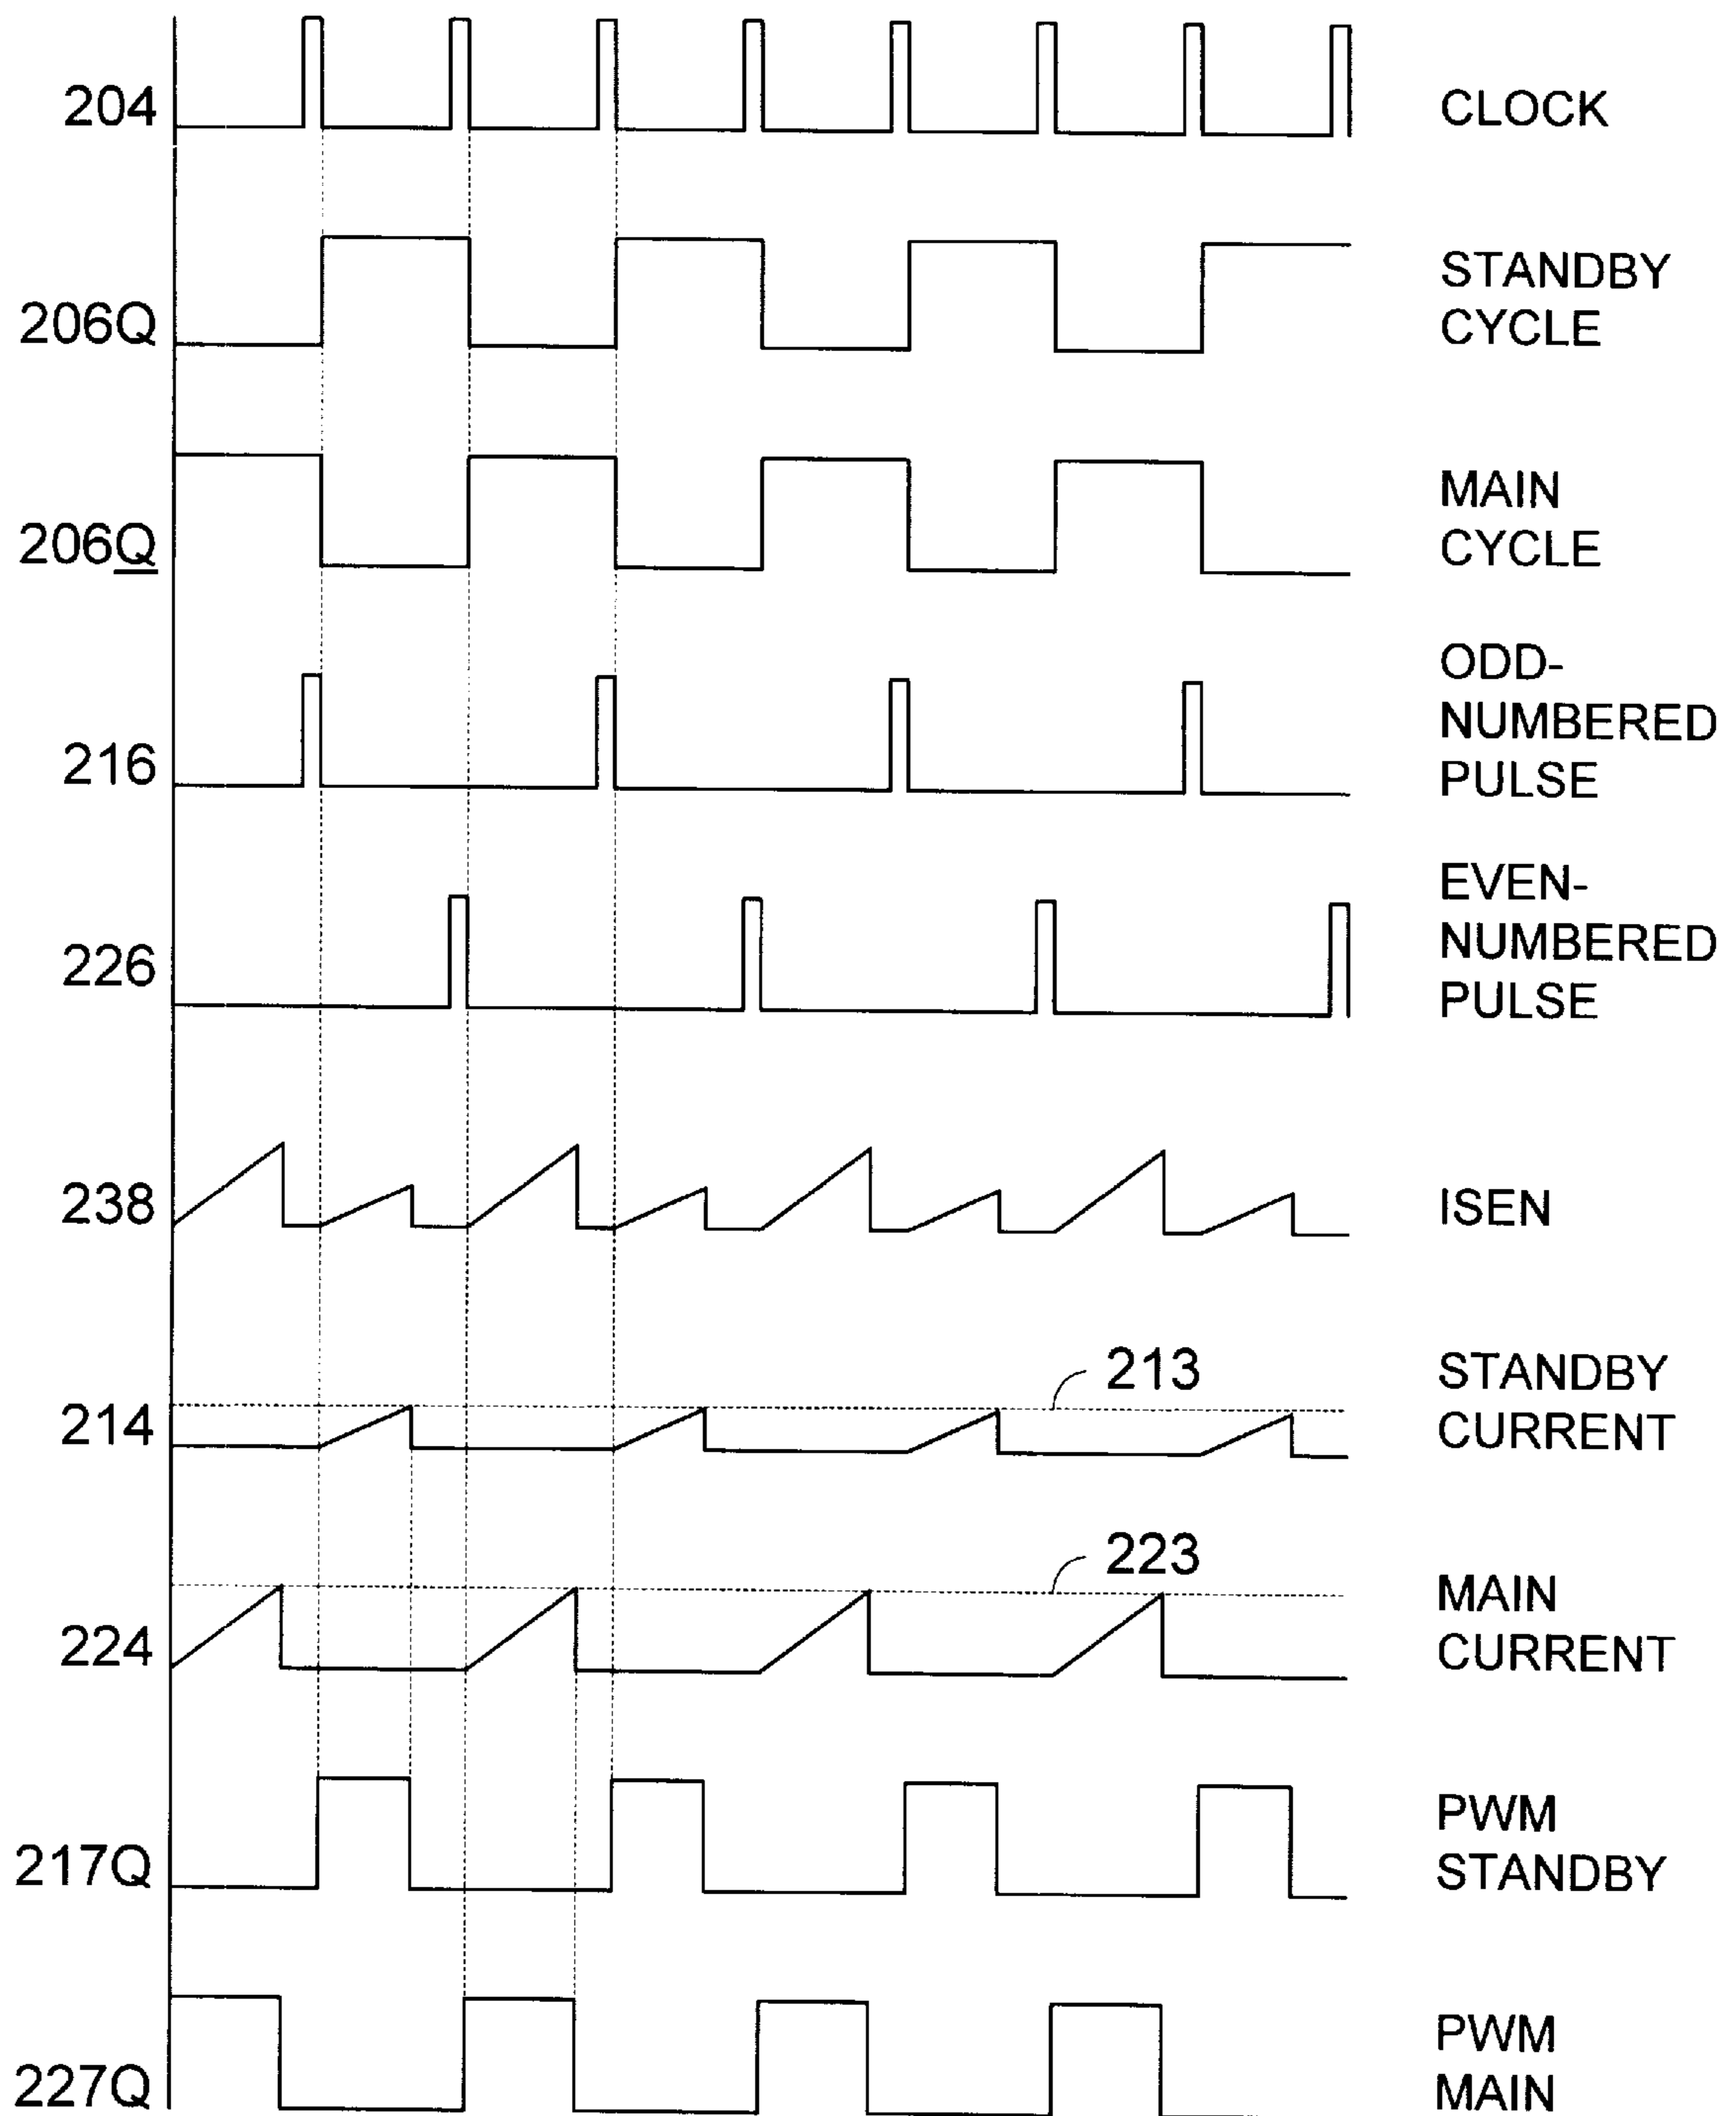 204
CLOCK
206Q
STANDBY
CYCLE
206Q
MAIN
CYCLE
216
ODD-
NUMBERED
PULSE
226
EVEN-
NUMBERED
PULSE
238
ISEN
213
214
STANDBY
CURRENT
223
224
MAIN
CURRENT
217Q
PWM
STANDBY
227Q
PWM
MAIN